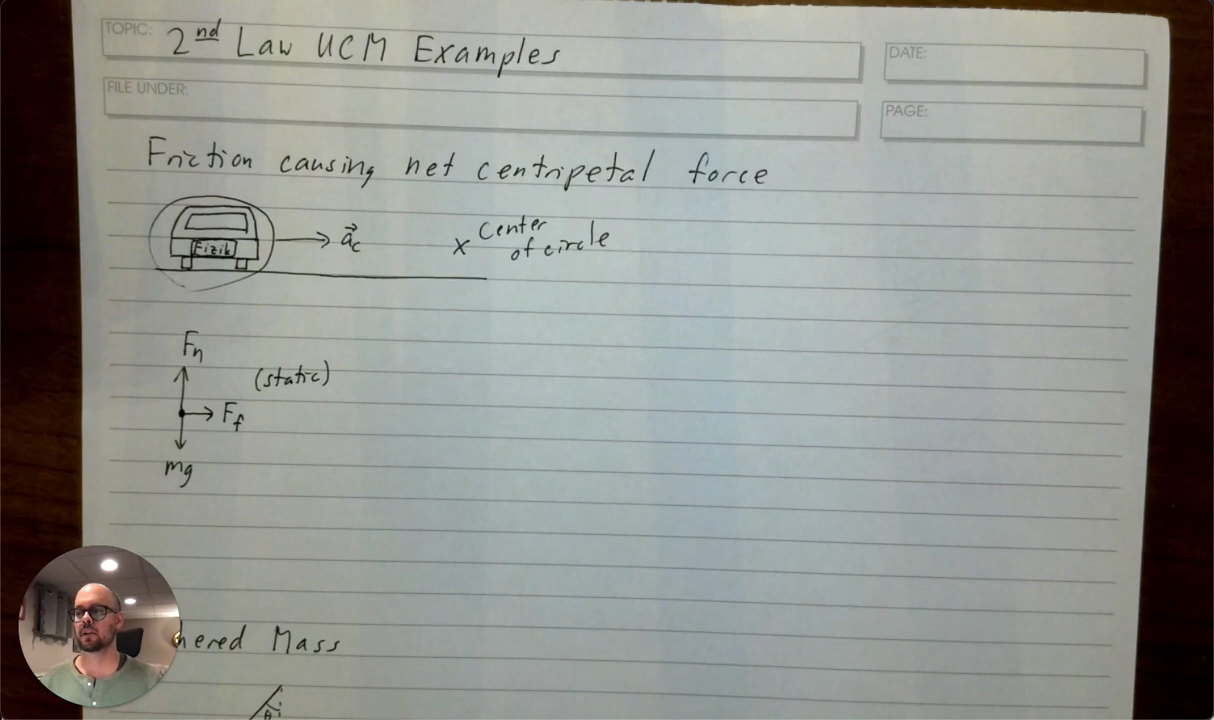 TOPIC: 2nd Law UCM Examples
DATE:
FILE UNDER:
PAGE:
Friction causing net centripetal force
Fizik
a⃗c
x center
of circle
Fn
(static)
Ff
mg
hered Mass
θ